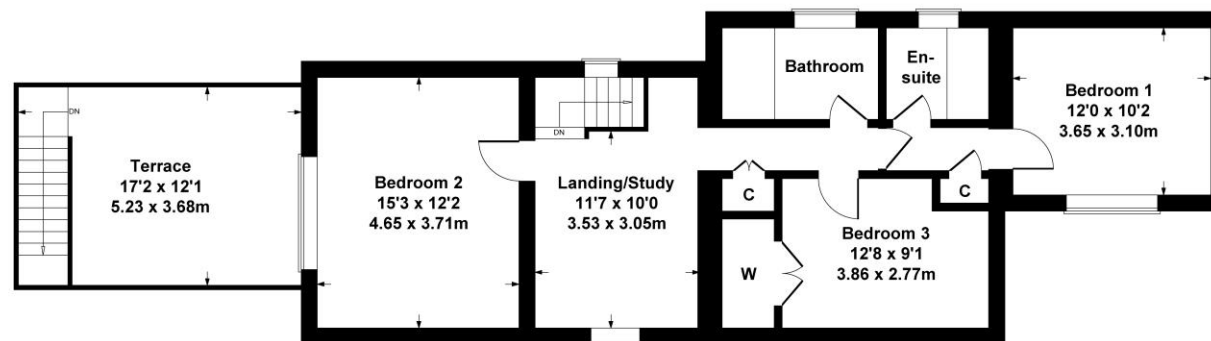 DN
Terrace
17'2 x 12'1
5.23 x 3.68m
Bedroom 2
15'3 x 12'2
4.65 x 3.71m
DN
Landing/Study
11'7 x 10'0
3.53 x 3.05m
Bathroom
En-
suite
Bedroom 1
12'0 x 10'2
3.65 x 3.10m
C
C
W
Bedroom 3
12'8 x 9'1
3.86 x 2.77m